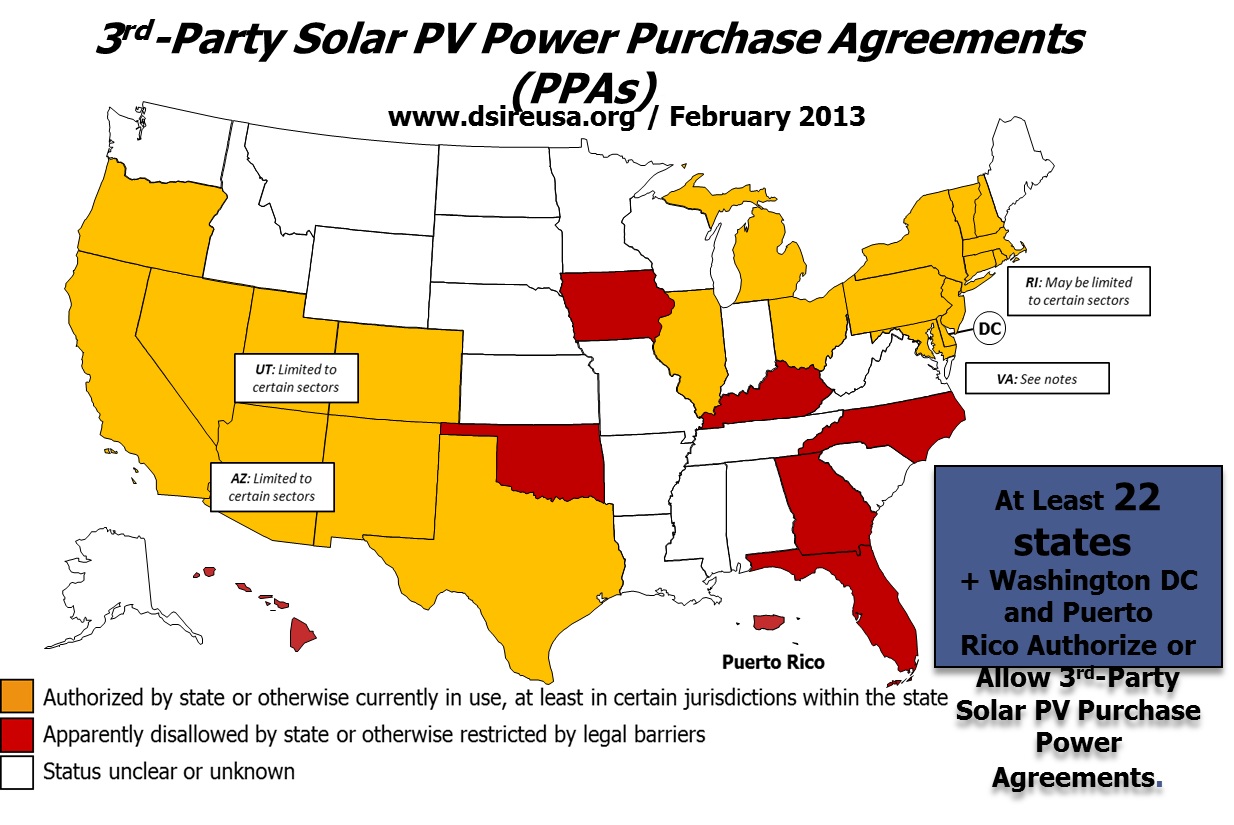 3rd-Party Solar PV Power Purchase Agreements
(PPAs)
www.dsireusa.org / February 2013
RI: May be limited
to certain sectors
DC
UT: Limited to
certain sectors
VA: See notes
AZ: Limited to
certain sectors
At Least 22
states
+ Washington DC
and Puerto
Rico Authorize or
Allow 3rd-Party
Solar PV Purchase
Power
Agreements.
Puerto Rico
Authorized by state or otherwise currently in use, at least in certain jurisdictions within the state
Apparently disallowed by state or otherwise restricted by legal barriers
Status unclear or unknown